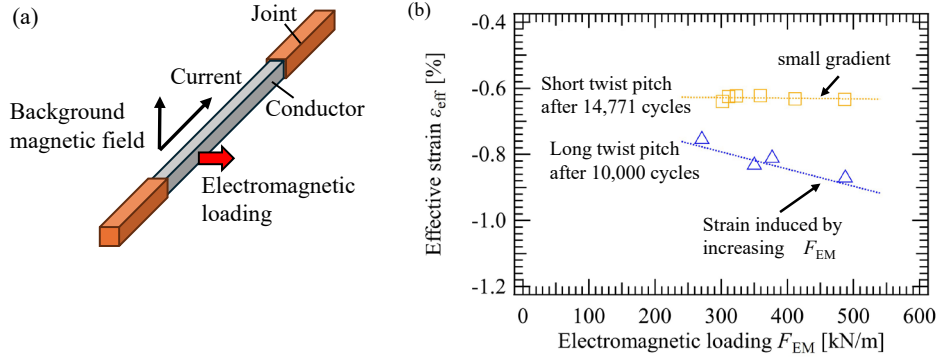 (a)
Joint
Current
Conductor
Background
magnetic field
Electromagnetic
loading
(b)
Effective strain εeff [%]
-0.4
-0.6
-0.8
-1.0
-1.2
small gradient
Short twist pitch
after 14,771 cycles
Long twist pitch
after 10,000 cycles
Strain induced by
increasing FEM
0 100 200 300 400 500 600
Electromagnetic loading FEM [kN/m]